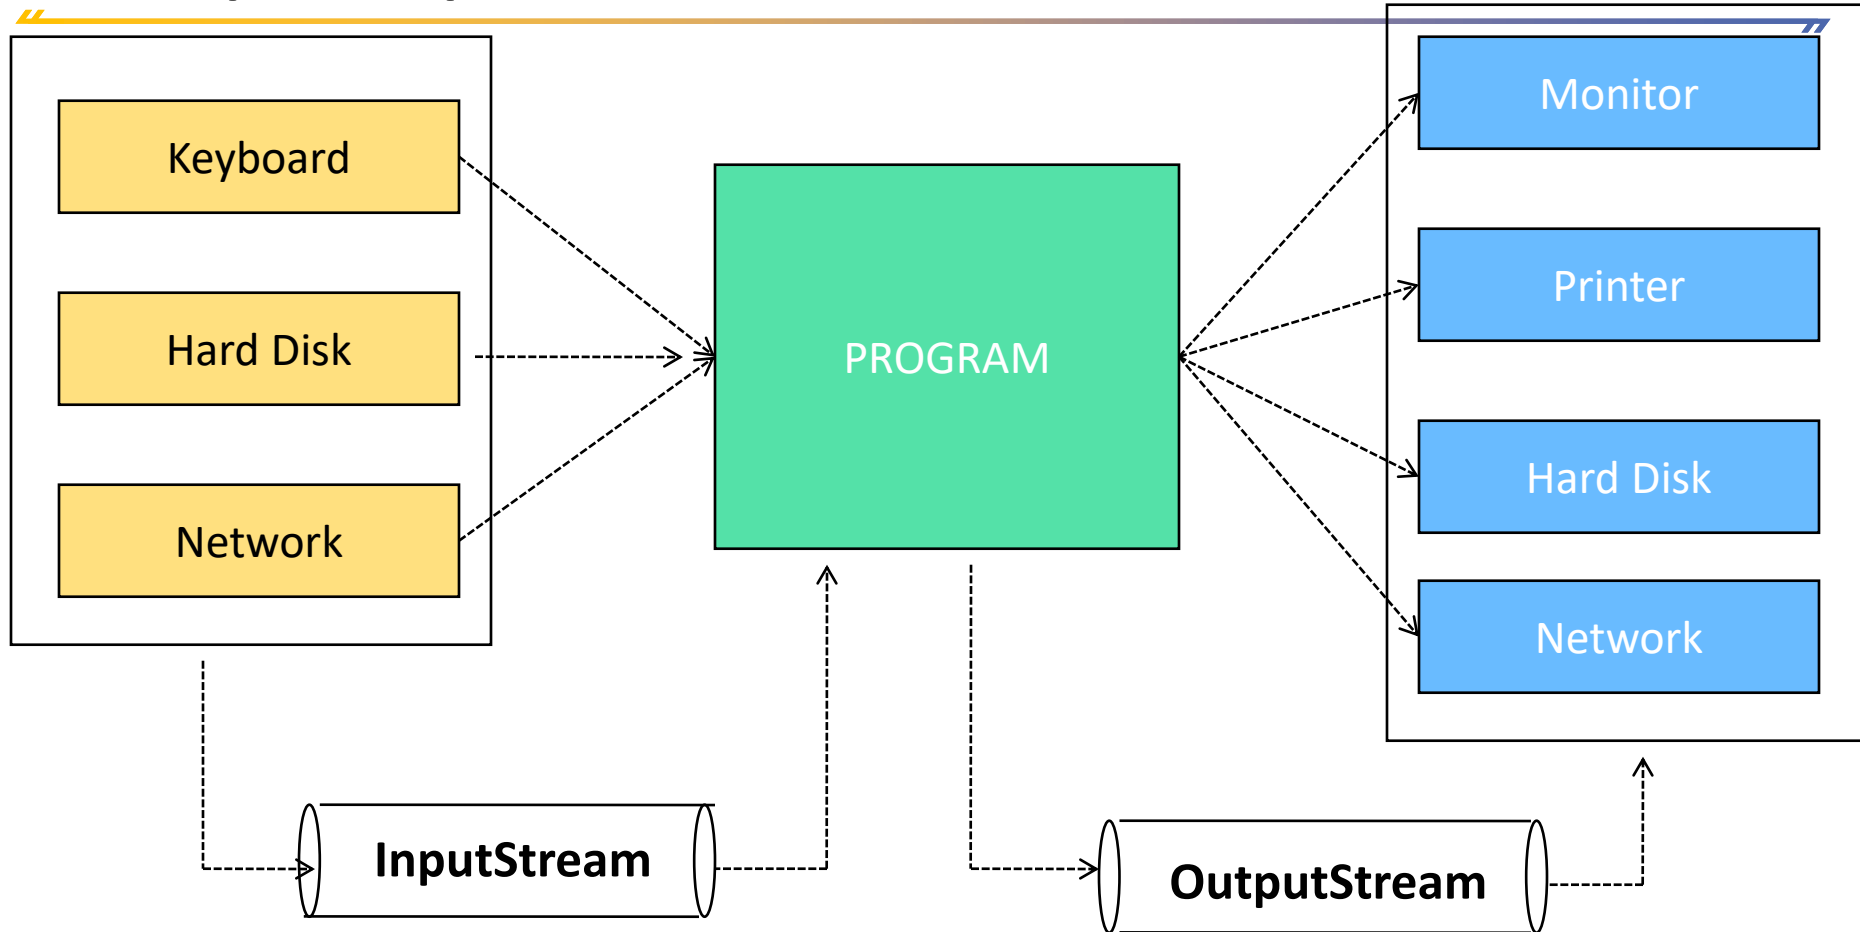 Keyboard
Hard Disk
Network
PROGRAM
Monitor
Printer
Hard Disk
Network
InputStream
OutputStream